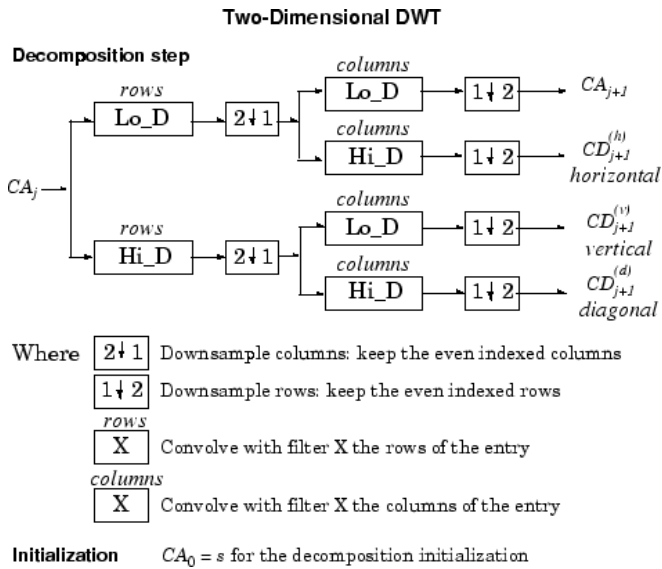 Two-Dimensional DWT
Decomposition step
columns
rows
Lo_D
1↓2
CA_{j+1}
Lo_D
2↓1
columns
Hi_D
1↓2
CD_{j+1}^{(h)}
horizontal
CA_j
columns
rows
Lo_D
1↓2
CD_{j+1}^{(v)}
vertical
Hi_D
2↓1
columns
Hi_D
1↓2
CD_{j+1}^{(d)}
diagonal
Where 2↓1 Downsample columns: keep the even indexed columns
1↓2 Downsample rows: keep the even indexed rows
rows
X Convolve with filter X the rows of the entry
columns
X Convolve with filter X the columns of the entry
Initialization CA_0 = s for the decomposition initialization